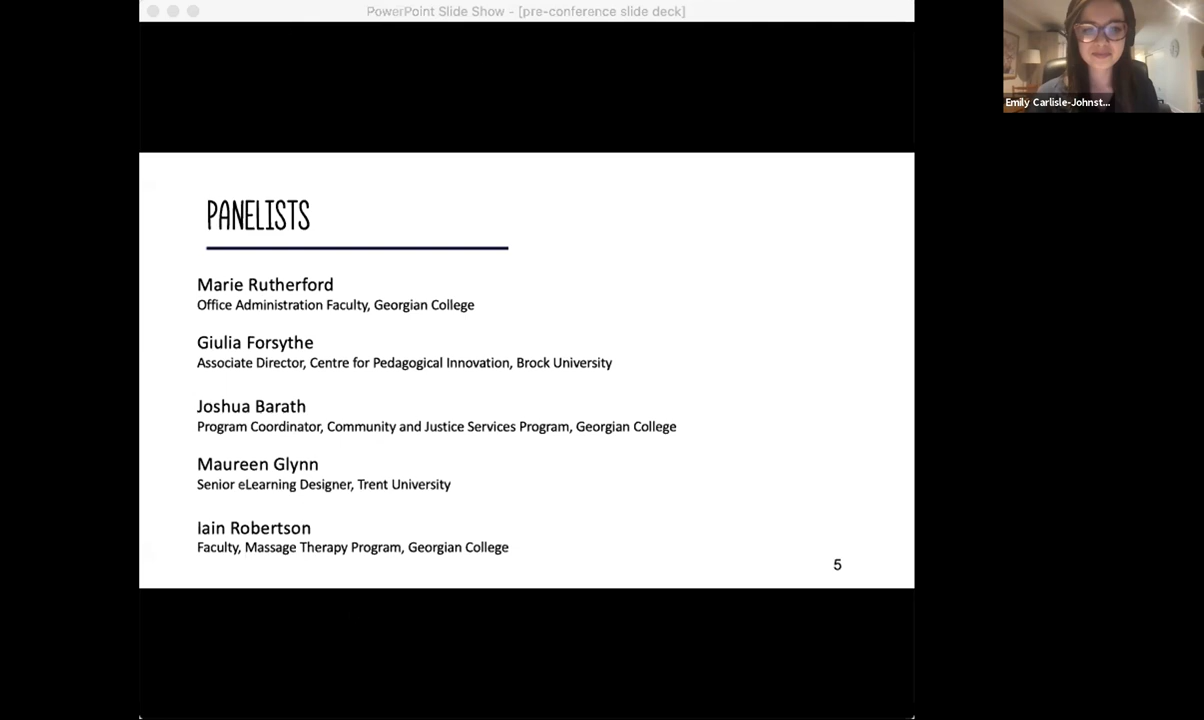 PowerPoint Slide Show - [pre-conference slide deck]
Emily Carlisle-Johnst...
PANELISTS
Marie Rutherford
Office Administration Faculty, Georgian College
Giulia Forsythe
Associate Director, Centre for Pedagogical Innovation, Brock University
Joshua Barath
Program Coordinator, Community and Justice Services Program, Georgian College
Maureen Glynn
Senior eLearning Designer, Trent University
Iain Robertson
Faculty, Massage Therapy Program, Georgian College
5